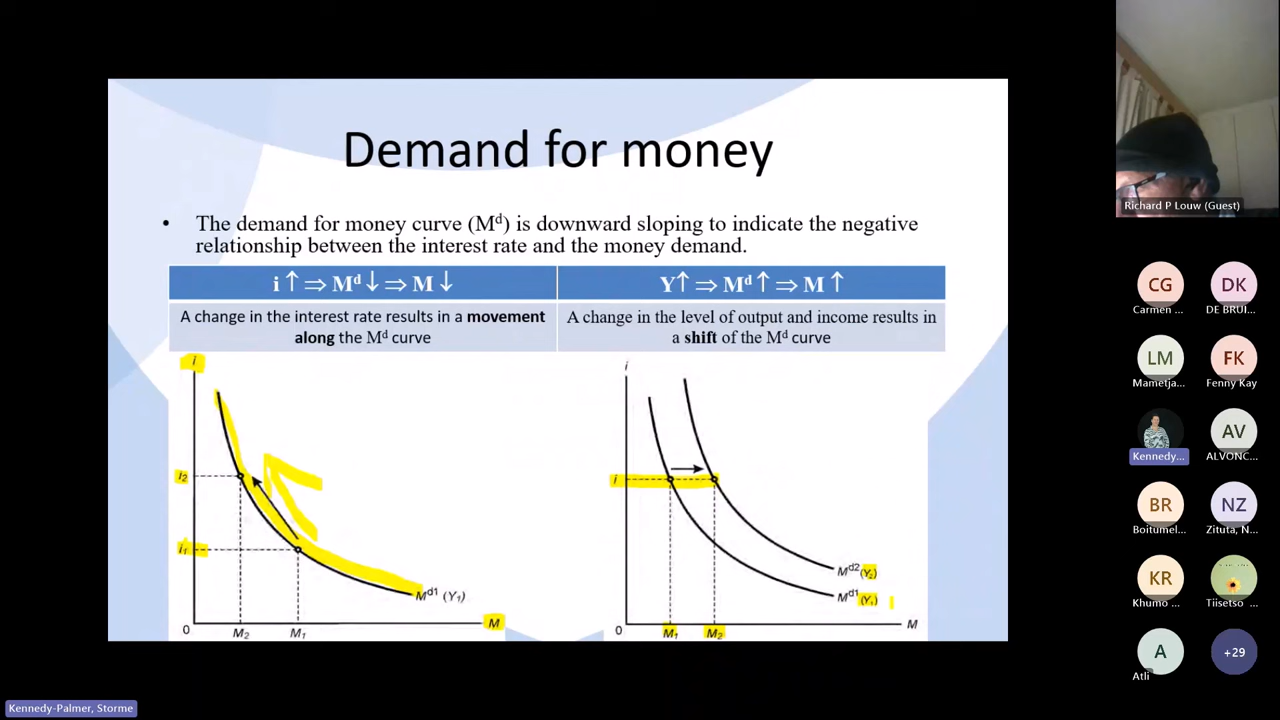 Demand for money
• The demand for money curve (Mᵈ) is downward sloping to indicate the negative
relationship between the interest rate and the money demand.
i ↑ ⇒ Mᵈ ↓ ⇒ M ↓
Y↑ ⇒ Mᵈ ↑ ⇒ M ↑
A change in the interest rate results in a movement
along the Mᵈ curve
A change in the level of output and income results in
a shift of the Mᵈ curve
i
i₂
i₁
Mᵈ¹ (Y₁)
M
0
M₂
M₁
i
i
Mᵈ²(Y₂)
Mᵈ¹(Y₁)
0
M₁
M₂
M
Richard P Louw (Guest)
CG
Carmen ...
DK
DE BRUI...
LM
Mametja...
FK
Fenny Kay
Kennedy...
AV
ALVONC...
BR
Boitumel...
NZ
Zituta, N...
KR
Khumo ...
Tiisetso ...
A
Atli
+29
Kennedy-Palmer, Storme